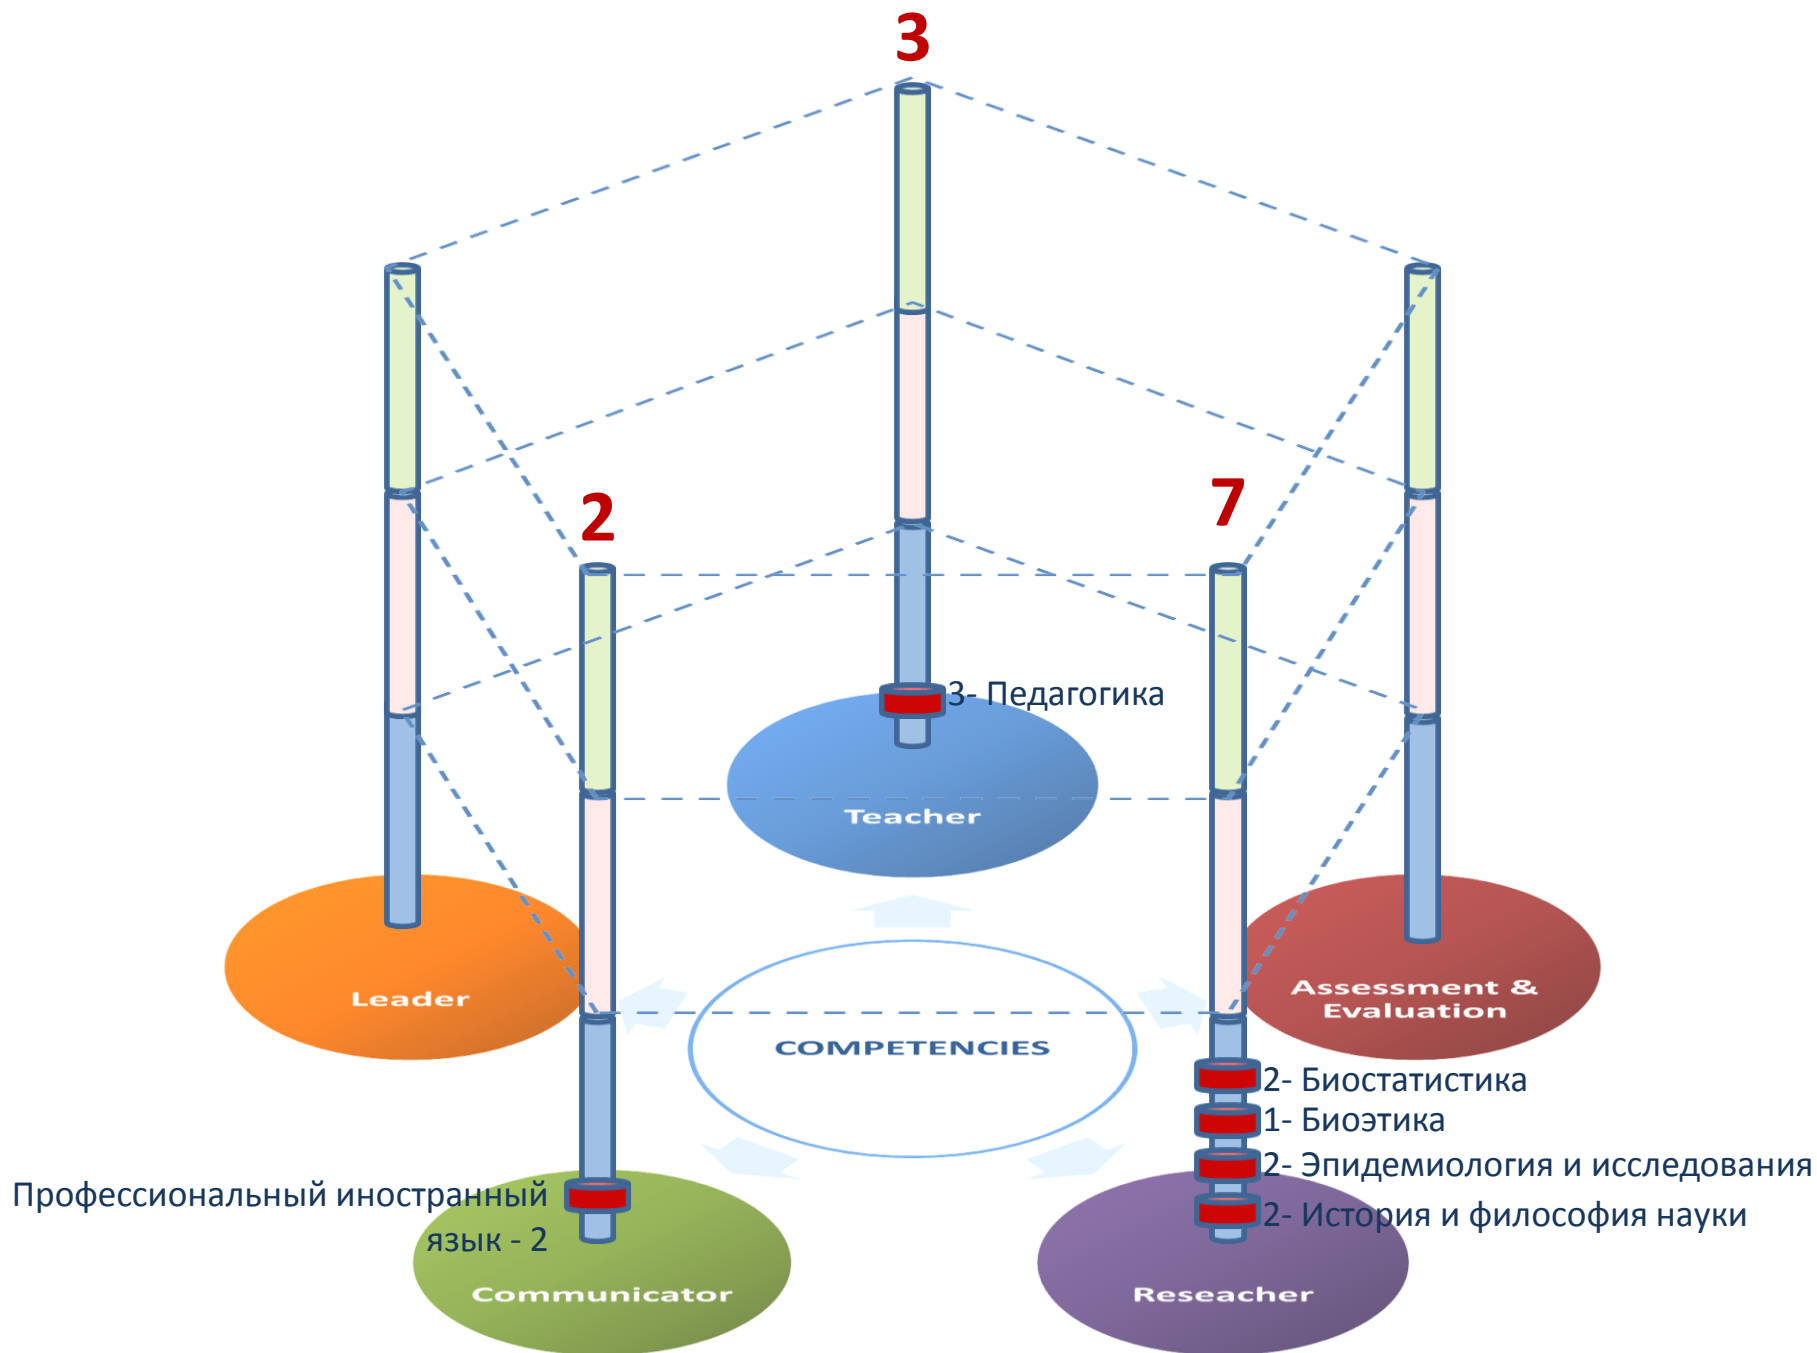 3
2
7
3- Педагогика
Teacher
Leader
Assessment &
Evaluation
COMPETENCIES
2- Биостатистика
1- Биоэтика
2- Эпидемиология и исследования
2- История и философия науки
Профессиональный иностранный
язык - 2
Communicator
Reseacher